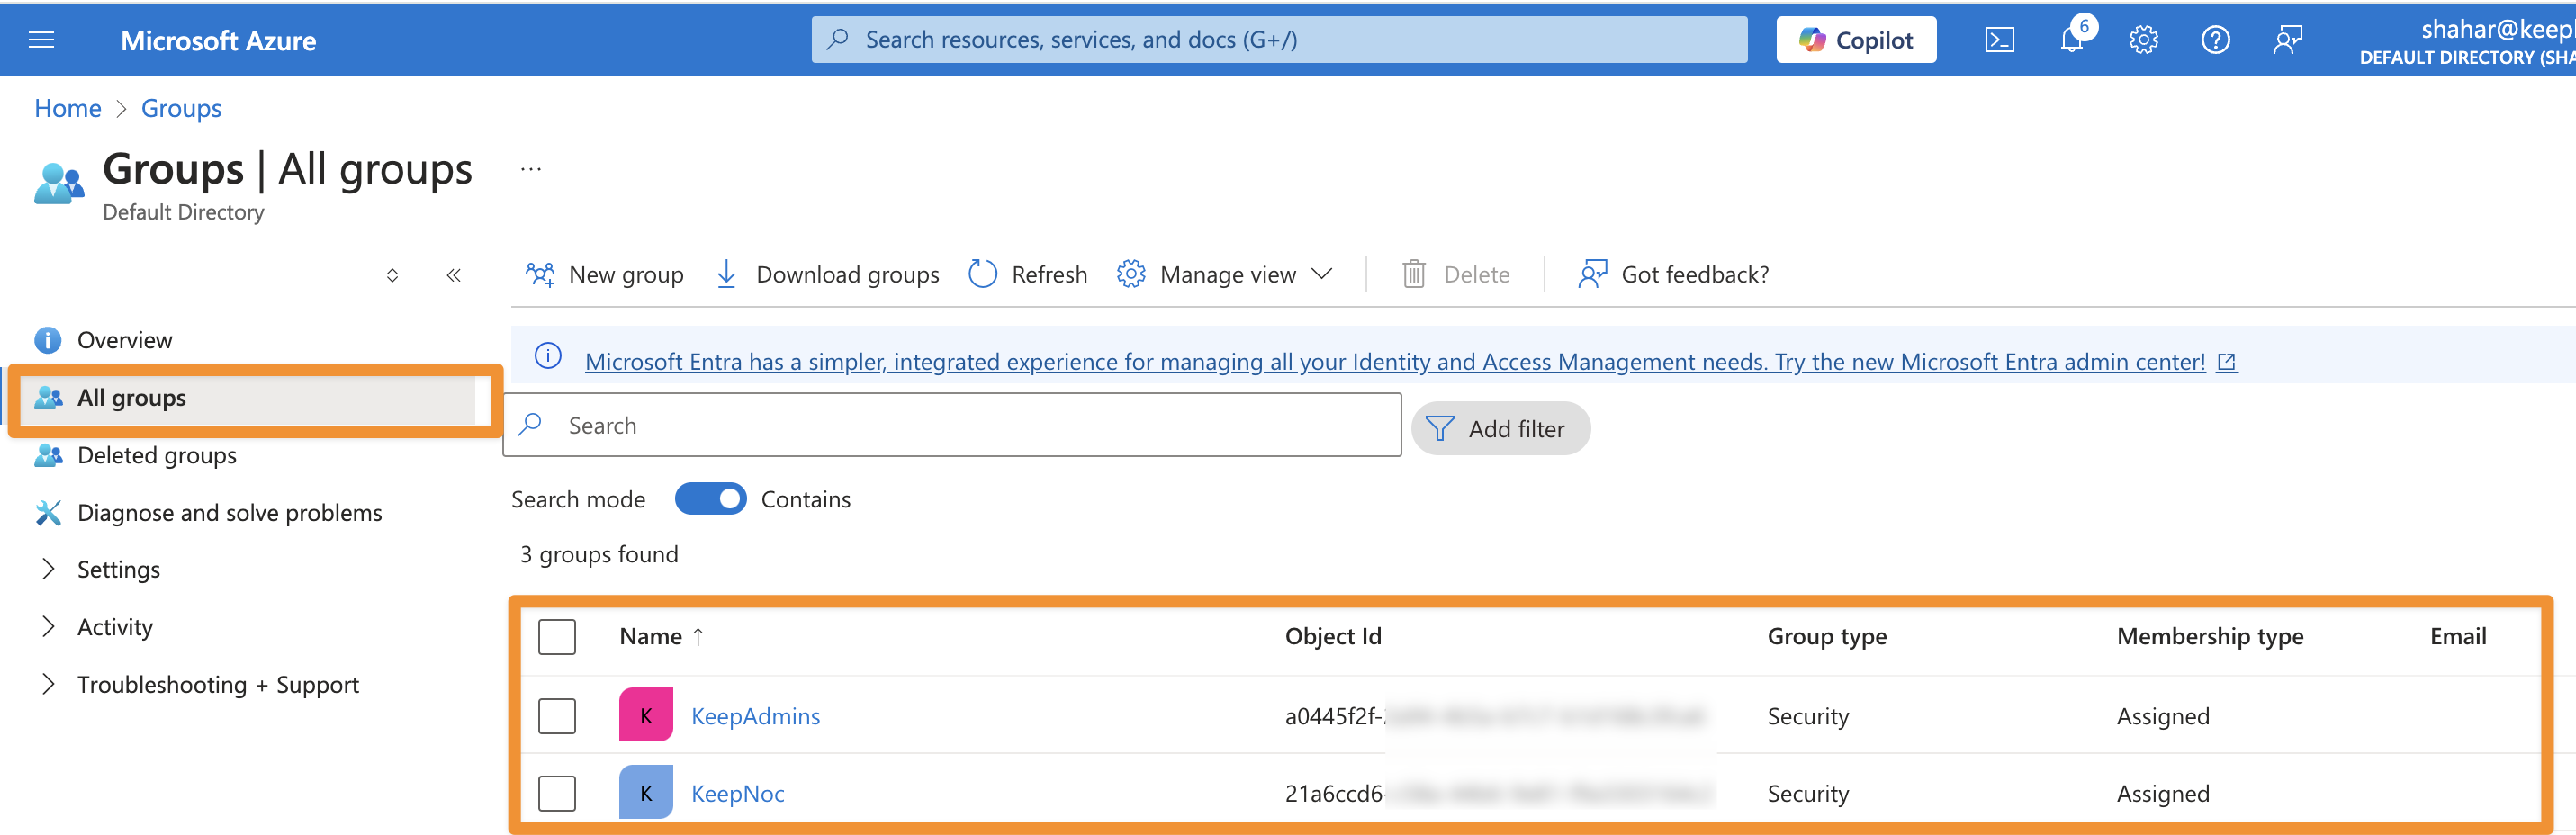 Microsoft Azure
Search resources, services, and docs (G+/)
Copilot
6
shahar@keep
DEFAULT DIRECTORY (SHA
Home > Groups
Groups | All groups
...
Default Directory
New group
Download groups
Refresh
Manage view
Delete
Got feedback?
Overview
Microsoft Entra has a simpler, integrated experience for managing all your Identity and Access Management needs. Try the new Microsoft Entra admin center!
All groups
Search
Add filter
Deleted groups
Search mode
Contains
Diagnose and solve problems
3 groups found
Settings
Activity
Troubleshooting + Support
Name ↑ Object Id Group type Membership type Email
K KeepAdmins a0445f2f- Security Assigned
K KeepNoc 21a6ccd6- Security Assigned